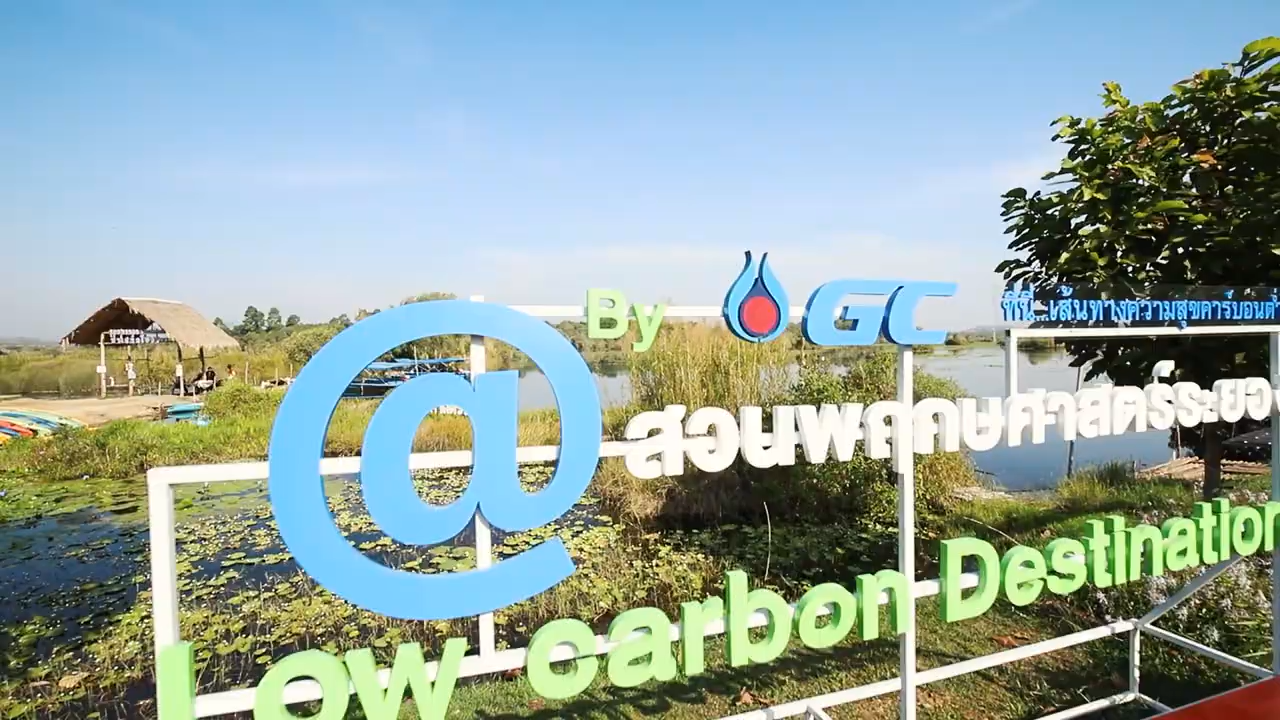 By GC
ที่นี่...เส้นทางความสุขคาร์บอนต่ำ
@
สวนพฤกษศาสตร์ระยอ
Low carbon Destination